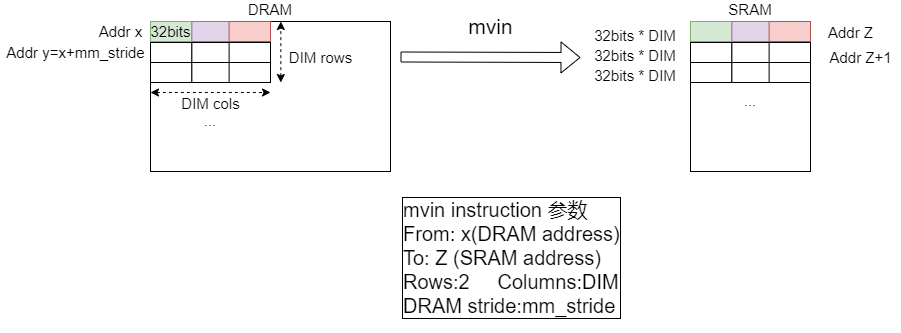 DRAM
SRAM
mvin
Addr x
32bits
Addr y=x+mm_stride
DIM rows
DIM cols
...
32bits * DIM
32bits * DIM
32bits * DIM
Addr Z
Addr Z+1
...
mvin instruction 参数
From: x(DRAM address)
To: Z (SRAM address)
Rows:2 Columns:DIM
DRAM stride:mm_stride